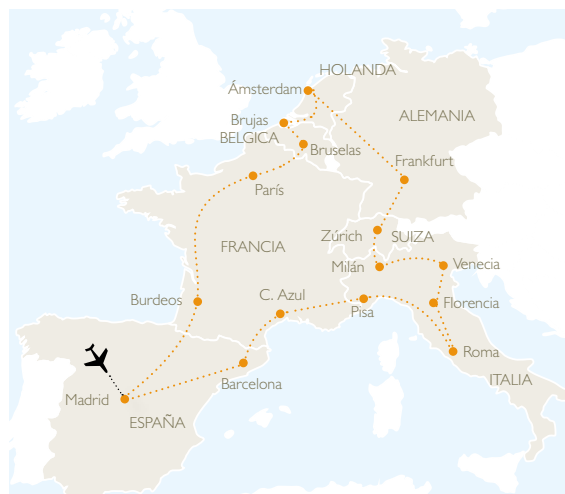 HOLANDA
Ámsterdam
ALEMANIA
Brujas
BELGICA
Bruselas
Frankfurt
París
Zúrich
SUIZA
FRANCIA
Milán
Venecia
C. Azul
Burdeos
Florencia
Pisa
Roma
Barcelona
ITALIA
Madrid
ESPAÑA